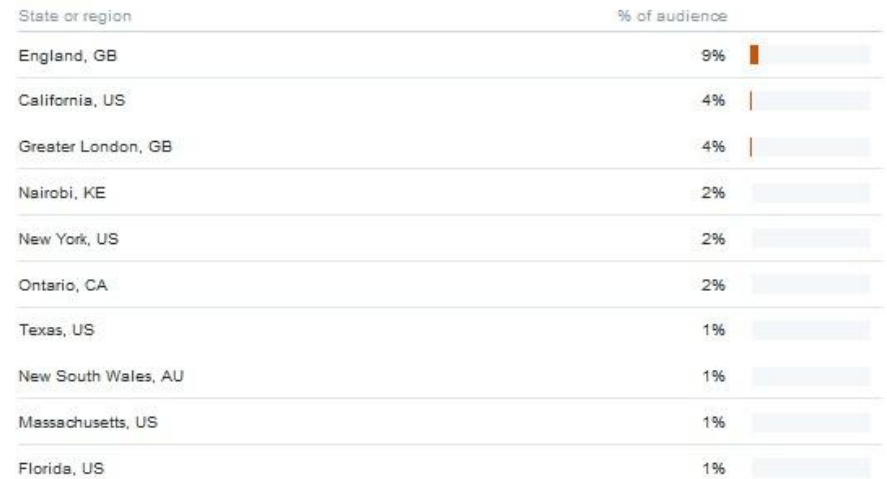 State or region % of audience
England, GB 9%
California, US 4%
Greater London, GB 4%
Nairobi, KE 2%
New York, US 2%
Ontario, CA 2%
Texas, US 1%
New South Wales, AU 1%
Massachusetts, US 1%
Florida, US 1%